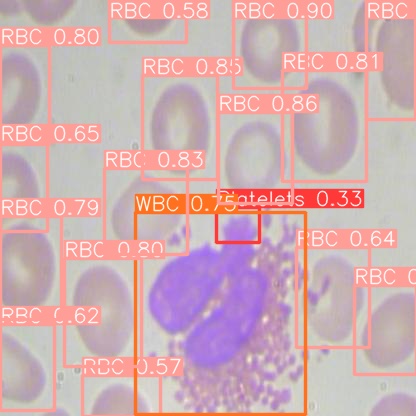 RBC 0.58
RBC 0.90
RBC
RBC 0.80
RBC 0.85
RBC 0.81
RBC 0.86
RBC 0.65
RBC 0.83
WBC 0.75
Platelets 0.33
RBC 0.79
RBC 0.80
RBC 0.64
RBC 0.62
RBC 0.57